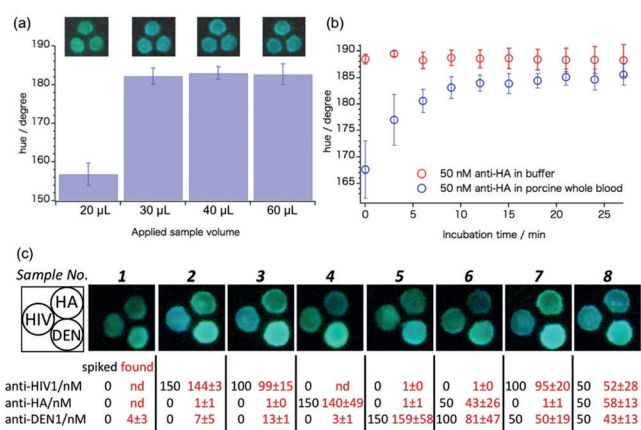 (a)
190
180
170
160
150
hue / degree
20 µL 30 µL 40 µL 60 µL
Applied sample volume
(b)
190
185
180
175
170
165
hue / degree
50 nM anti-HA in buffer
50 nM anti-HA in porcine whole blood
0 5 10 15 20 25
Incubation time / min
(c)
Sample No. 1 2 3 4 5 6 7 8
HA
HIV
DEN
spiked found
anti-HIV1/nM 0 nd 150 144±3 100 99±15 0 nd 0 1±0 0 1±0 100 95±20 50 52±28
anti-HA/nM 0 nd 0 1±1 0 1±0 150 140±49 0 1±1 50 43±26 0 1±1 50 58±13
anti-DEN1/nM 0 4±3 0 7±5 0 13±1 0 3±1 150 159±58 100 81±47 50 50±19 50 43±13